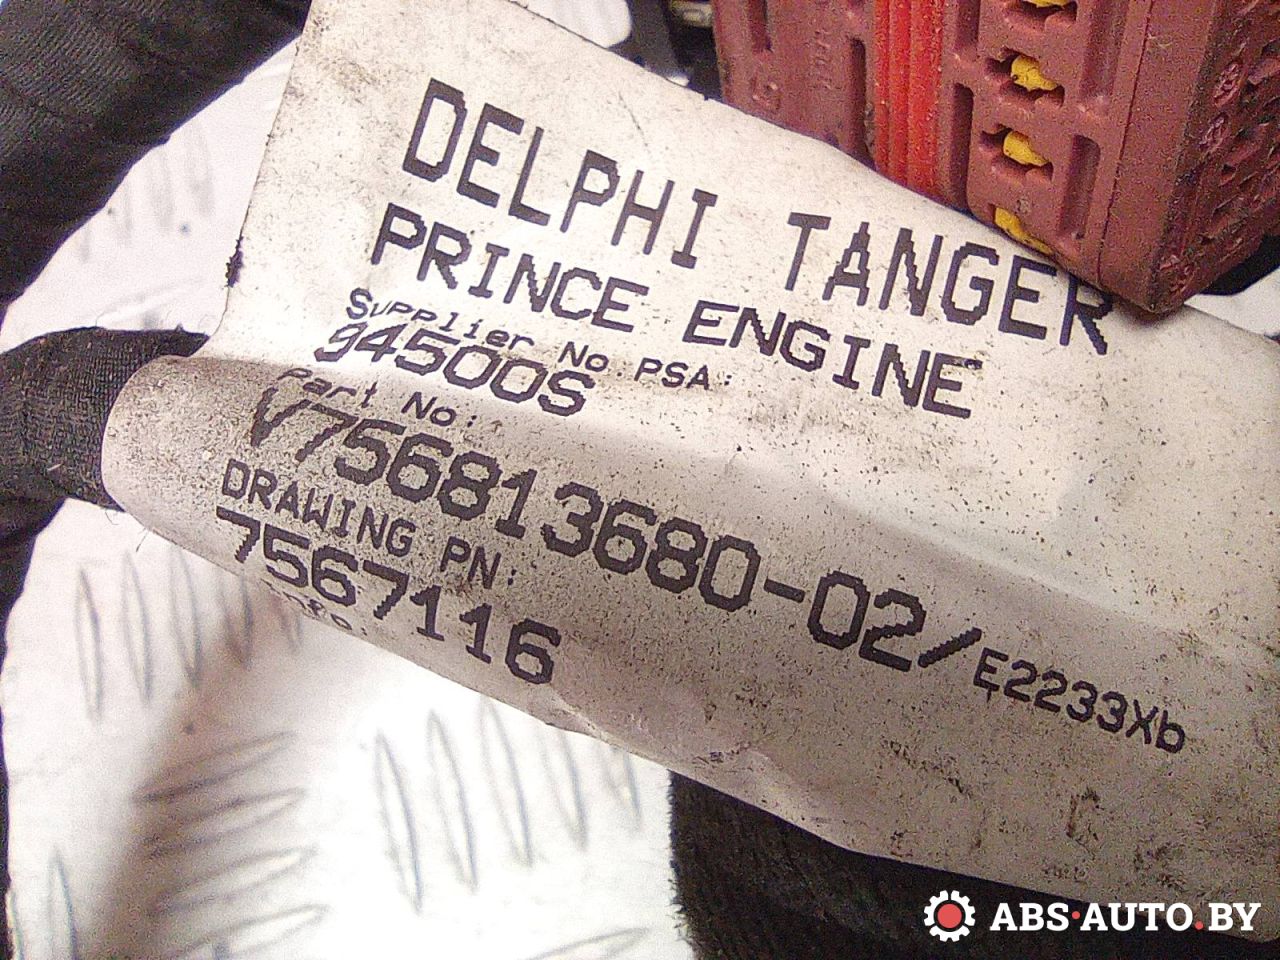 DELPHI TANGER
PRINCE ENGINE
Supplier No.PSA:
94500S
Part No:
V756813680-02/E2233Xb
DRAWING PN:
7567116
ABS·AUTO.BY